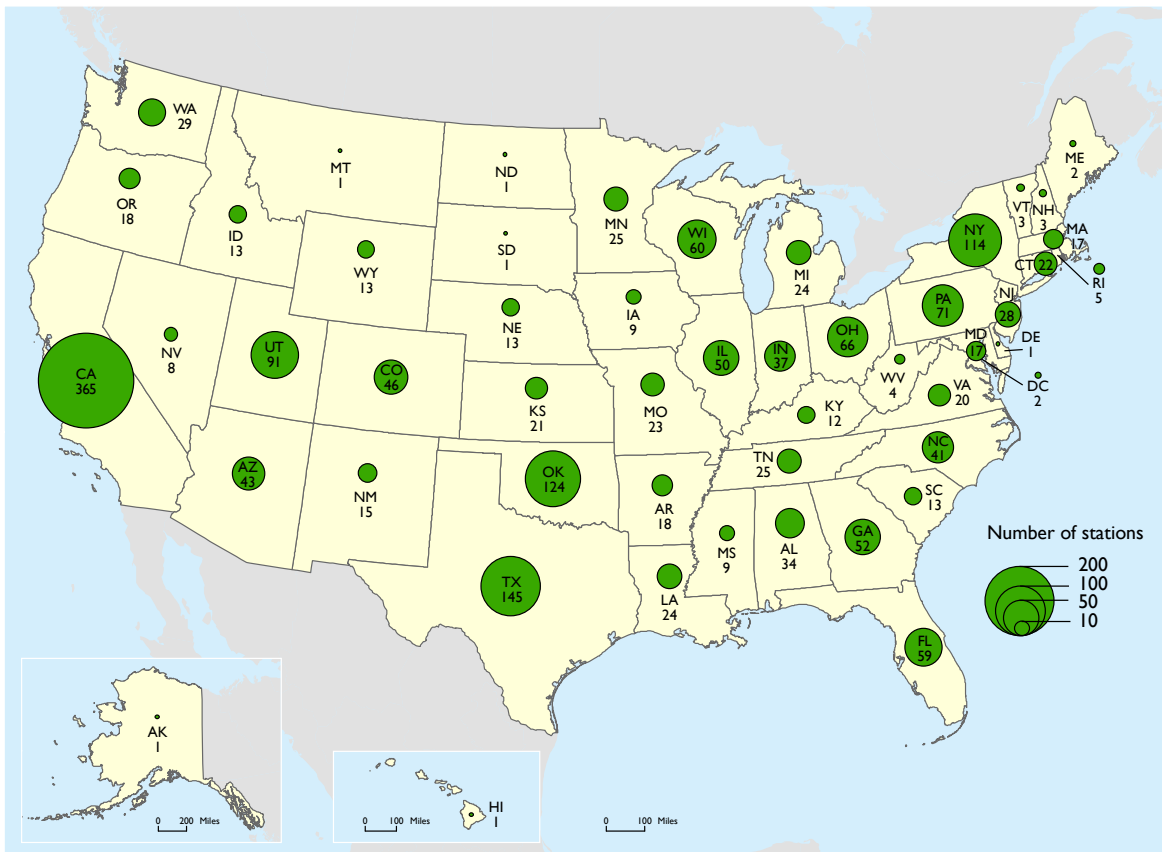 WA
29
MT
1
ND
1
ME
2
OR
18
ID
13
MN
25
VT
3
NH
3
WI
60
NY
114
MA
17
SD
1
WY
13
MI
24
CT 22
RI
5
NE
13
IA
9
PA
71
NJ
28
NV
8
UT
91
OH
66
MD
17
DE
1
CA
365
CO
46
IL
50
IN
37
WV
4
DC
2
KS
21
MO
23
KY
12
VA
20
NC
41
AZ
43
NM
15
OK
124
TN
25
AR
18
SC
13
MS
9
AL
34
GA
52
TX
145
LA
24
FL
59
Number of stations
200
100
50
10
AK
1
0 200 Miles
HI
1
0 100 Miles
0 100 Miles